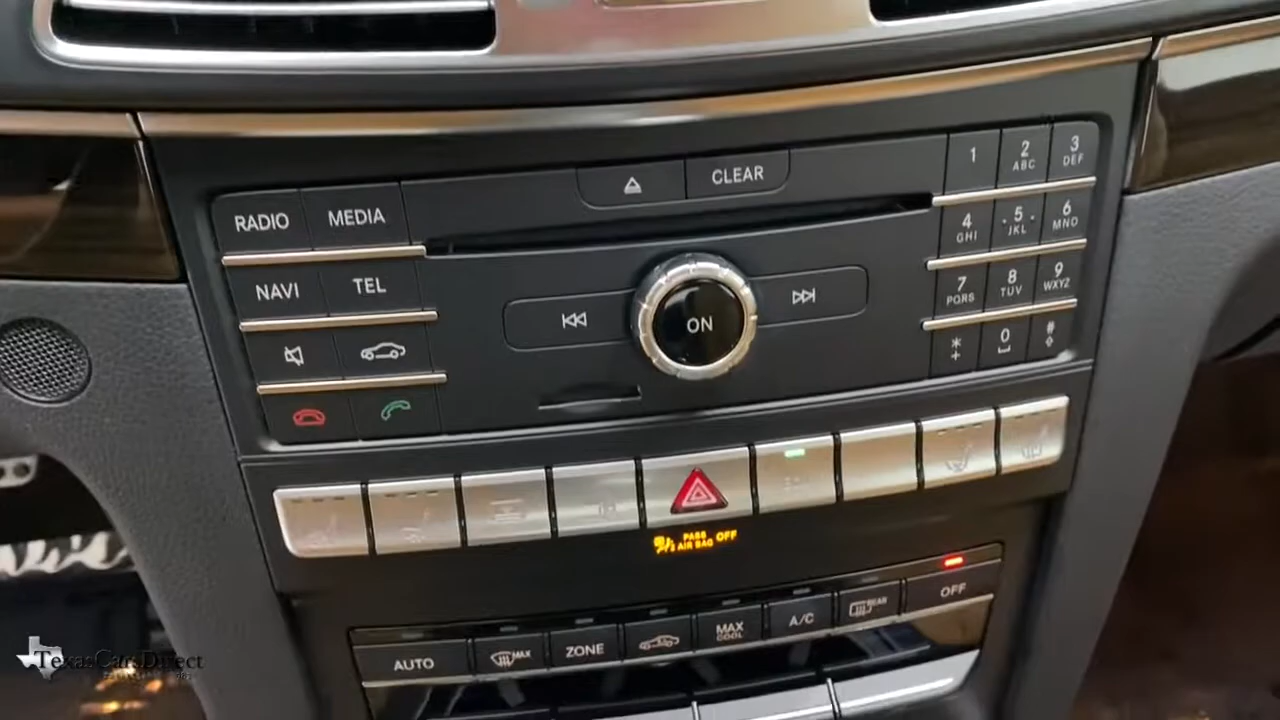 CLEAR
1 2 3
ABC DEF
RADIO MEDIA
4 5 6
GHI JKL MNO
NAVI TEL
7 8 9
PQRS TUV WXYZ
ON
* 0 #
+
PASS
AIR BAG OFF
OFF
AUTO MAX ZONE MAX COOL A/C REAR
TexasCarsDirect